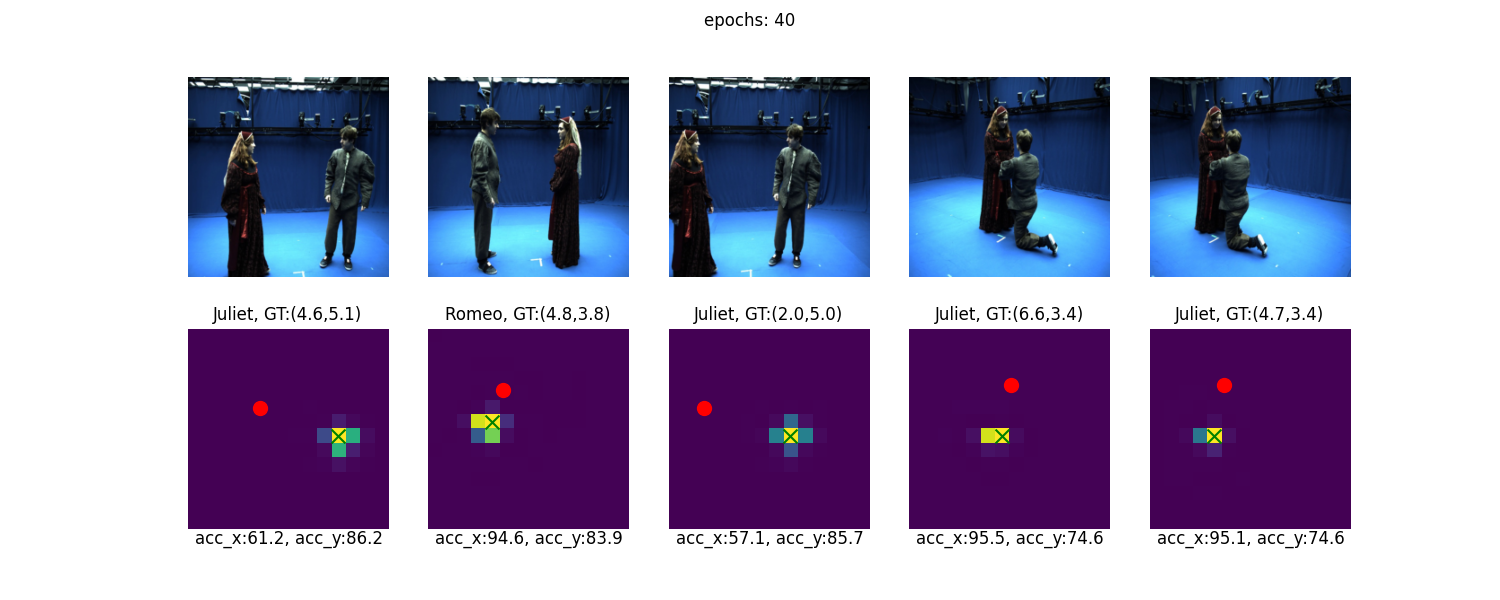 epochs: 40
Juliet, GT:(4.6,5.1)
Romeo, GT:(4.8,3.8)
Juliet, GT:(2.0,5.0)
Juliet, GT:(6.6,3.4)
Juliet, GT:(4.7,3.4)
acc_x:61.2, acc_y:86.2
acc_x:94.6, acc_y:83.9
acc_x:57.1, acc_y:85.7
acc_x:95.5, acc_y:74.6
acc_x:95.1, acc_y:74.6